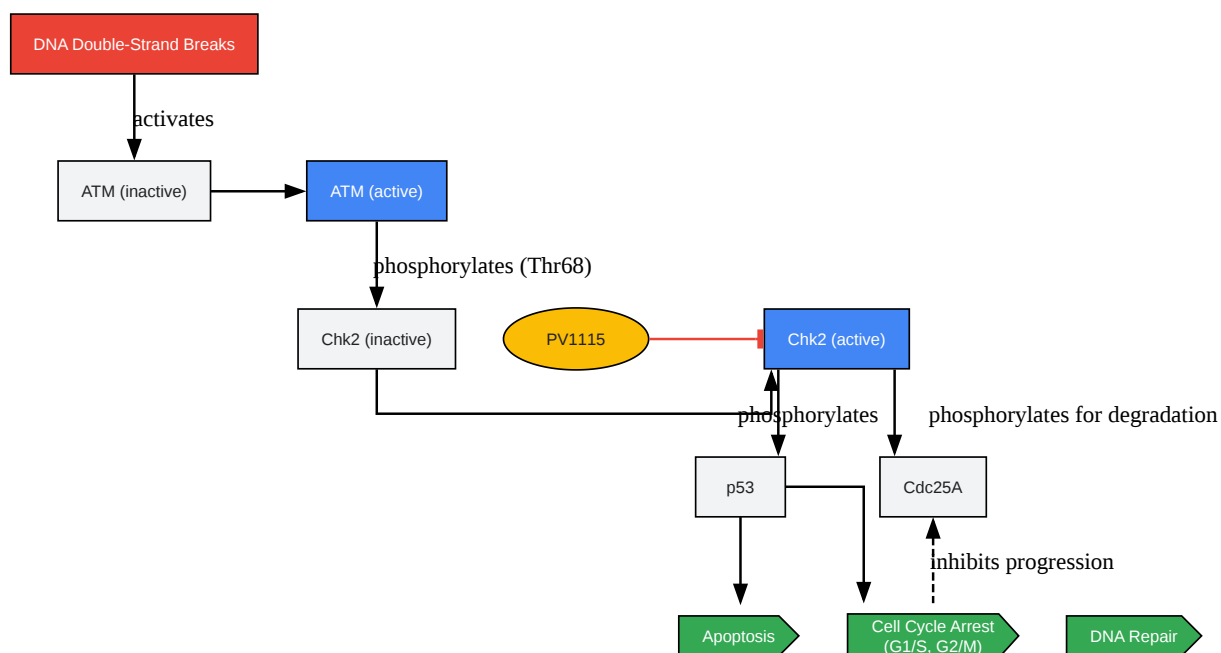 DNA Double-Strand Breaks
activates
ATM (inactive)
ATM (active)
phosphorylates (Thr68)
Chk2 (inactive)
PV1115
Chk2 (active)
phosphorylates
phosphorylates for degradation
p53
Cdc25A
inhibits progression
Apoptosis
Cell Cycle Arrest
(G1/S, G2/M)
DNA Repair